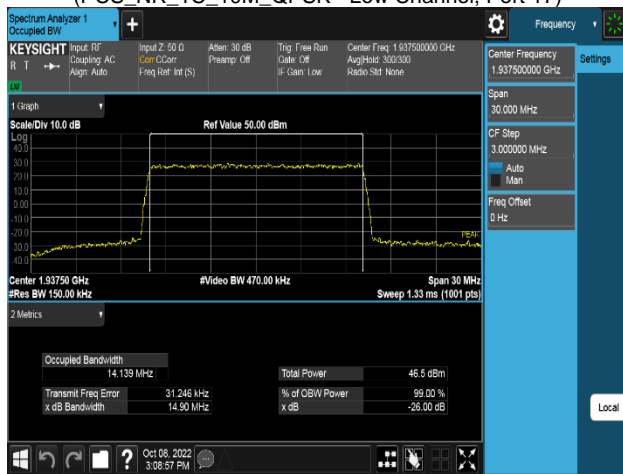 Spectrum Analyzer 1
Occupied BW
+
Frequency
KEYSIGHT
R T
Input: RF
Coupling: AC
Align: Auto
Input Z: 50 Ω
Corr CCorr
Freq Ref: Int (S)
Atten: 30 dB
Preamp: Off
Trig: Free Run
Gate: Off
IF Gain: Low
Center Freq: 1.937500000 GHz
Avg|Hold: 300/300
Radio Std: None
LXI
Center Frequency
1.937500000 GHz
Settings
Span
30.000 MHz
CF Step
3.000000 MHz
Auto
Man
Freq Offset
0 Hz
1 Graph
Scale/Div 10.0 dB
Ref Value 50.00 dBm
Log
40.0
30.0
20.0
10.0
0.00
-10.0
-20.0
-30.0
-40.0
PEAK
Center 1.93750 GHz
#Video BW 470.00 kHz
Span 30 MHz
#Res BW 150.00 kHz
Sweep 1.33 ms (1001 pts)
2 Metrics
Occupied Bandwidth
14.139 MHz
Total Power
46.5 dBm
Transmit Freq Error
31.246 kHz
% of OBW Power
99.00 %
x dB Bandwidth
14.90 MHz
x dB
-26.00 dB
Local
?
Oct 08, 2022
3:08:57 PM